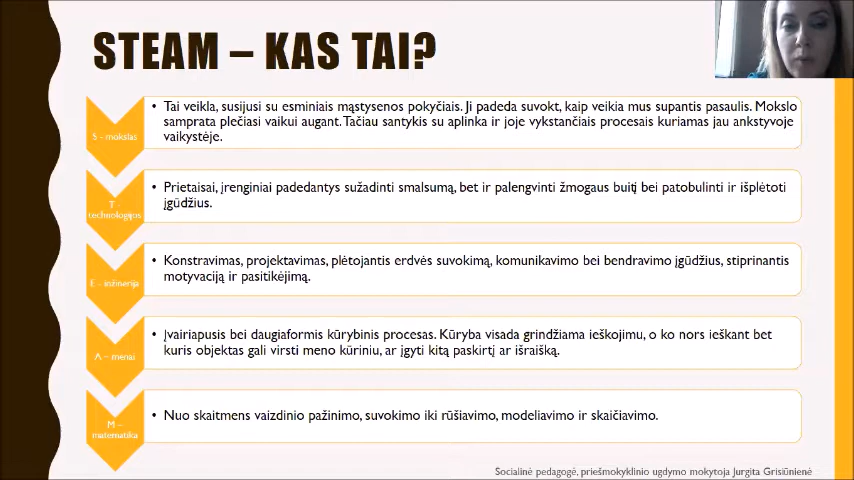 STEAM – KAS TAI?
S - mokslas
• Tai veikla, susijusi su esminiais mąstysenos pokyčiais. Ji padeda suvokt, kaip veikia mus supantis pasaulis. Mokslo
samprata plečiasi vaikui augant. Tačiau santykis su aplinka ir joje vykstančiais procesais kuriamas jau ankstyvoje
vaikystėje.
T -
technologijos
• Prietaisai, įrenginiai padedantys sužadinti smalsumą, bet ir palengvinti žmogaus buitį bei patobulinti ir išplėtoti
įgūdžius.
E - inžinerija
• Konstravimas, projektavimas, plėtojantis erdvės suvokimą, komunikavimo bei bendravimo įgūdžius, stiprinantis
motyvaciją ir pasitikėjimą.
A – menai
• Įvairiapusis bei daugiaformis kūrybinis procesas. Kūryba visada grindžiama ieškojimu, o ko nors ieškant bet
kuris objektas gali virsti meno kūriniu, ar įgyti kitą paskirtį ar išraišką.
M –
matematika
• Nuo skaitmens vaizdinio pažinimo, suvokimo iki rūšiavimo, modeliavimo ir skaičiavimo.
Socialinė pedagogė, priešmokyklinio ugdymo mokytoja Jurgita Grisiūnienė